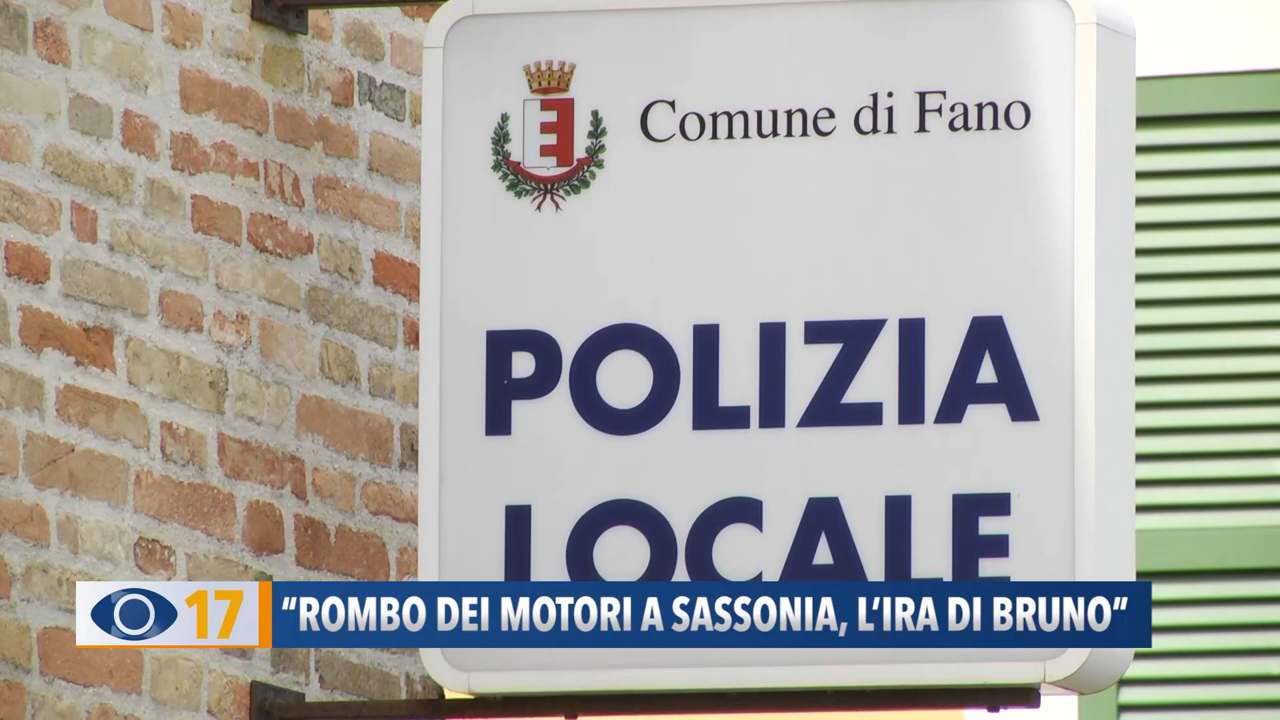 Comune di Fano
POLIZIA
LOCALE
17 “ROMBO DEI MOTORI A SASSONIA, L’IRA DI BRUNO”